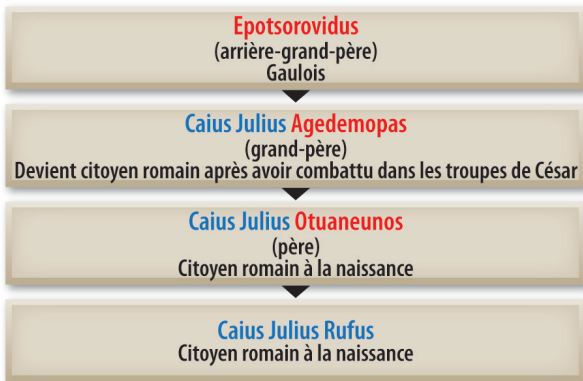 Epotsorovidus
(arrière-grand-père)
Gaulois
Caius Julius Agedemopas
(grand-père)
Devient citoyen romain après avoir combattu dans les troupes de César
Caius Julius Otuaneunos
(père)
Citoyen romain à la naissance
Caius Julius Rufus
Citoyen romain à la naissance